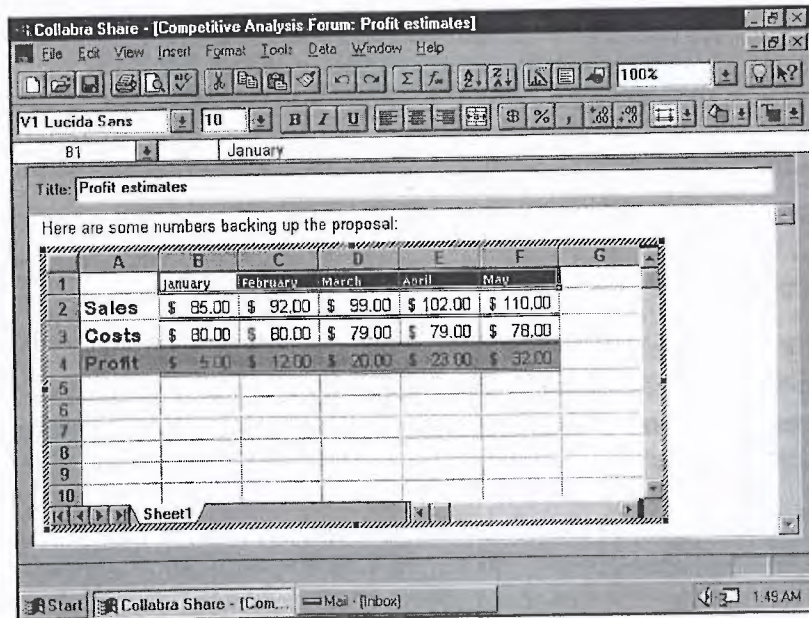 Collabra Share - [Competitive Analysis Forum: Profit estimates]
File Edit View Insert Format Tools Data Window Help
100%
V1 Lucida Sans 10 B I U $ % ,
B1 January
Title: Profit estimates
Here are some numbers backing up the proposal:
A B C D E F G
1 January February March April May
2 Sales $ 85.00 $ 92.00 $ 99.00 $ 102.00 $ 110.00
3 Costs $ 80.00 $ 80.00 $ 79.00 $ 79.00 $ 78.00
4 Profit $ 5.00 $ 12.00 $ 20.00 $ 23.00 $ 32.00
5
6
7
8
9
10
Sheet1
Start Collabra Share - [Com... Mail - [Inbox] 1:49 AM